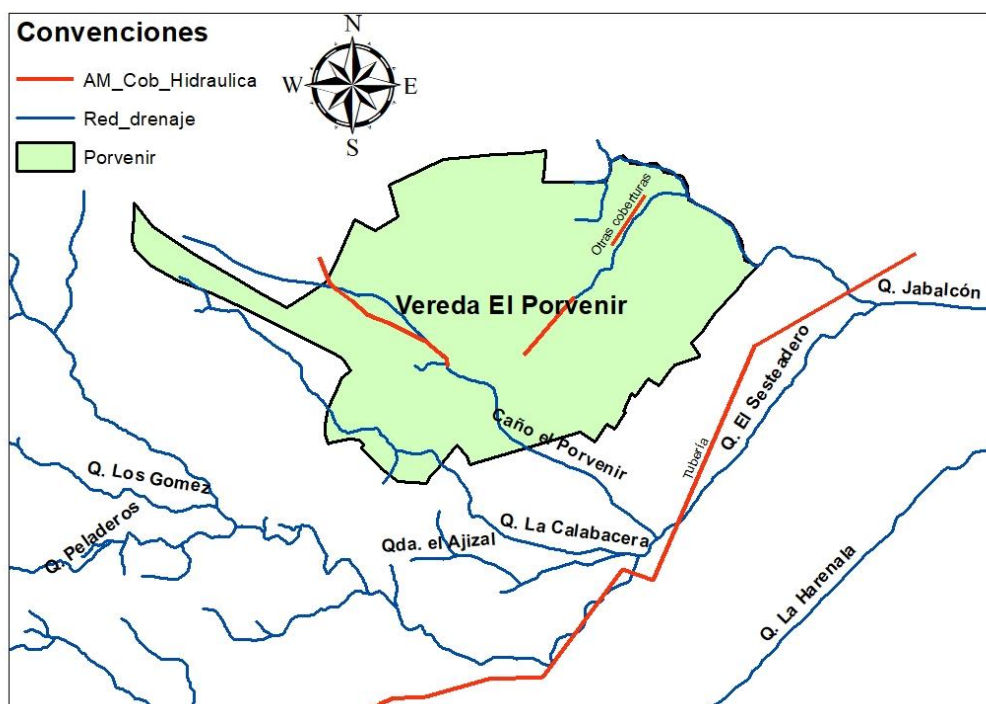 Convenciones
AM_Cob_Hidraulica
Red_drenaje
Porvenir
N
W
E
S
Otras coberturas
Vereda El Porvenir
Q. Jabalcón
Q. El Sesteadero
Tubería
Caño el Porvenir
Q. Los Gomez
Q. Peladeros
Q. La Calabacera
Qda. el Ajizal
Q. La Harenala